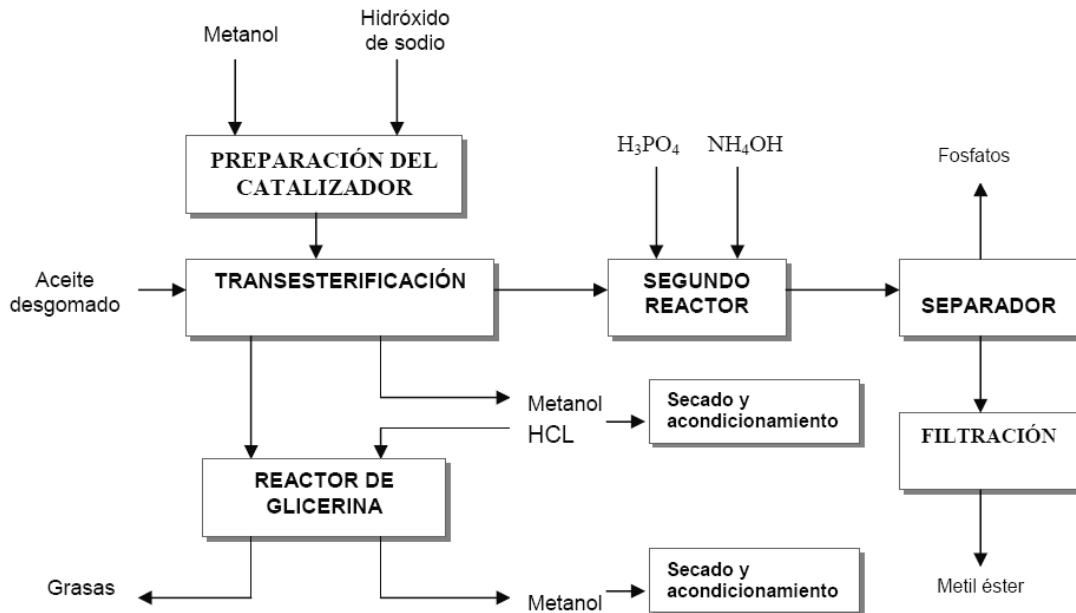 Metanol
Hidróxido
de sodio
PREPARACIÓN DEL
CATALIZADOR
H₃PO₄
NH₄OH
Fosfatos
Aceite
desgomado
TRANSESTERIFICACIÓN
SEGUNDO
REACTOR
SEPARADOR
Metanol
HCL
Secado y
acondicionamiento
FILTRACIÓN
REACTOR DE
GLICERINA
Grasas
Metanol
Secado y
acondicionamiento
Metil éster